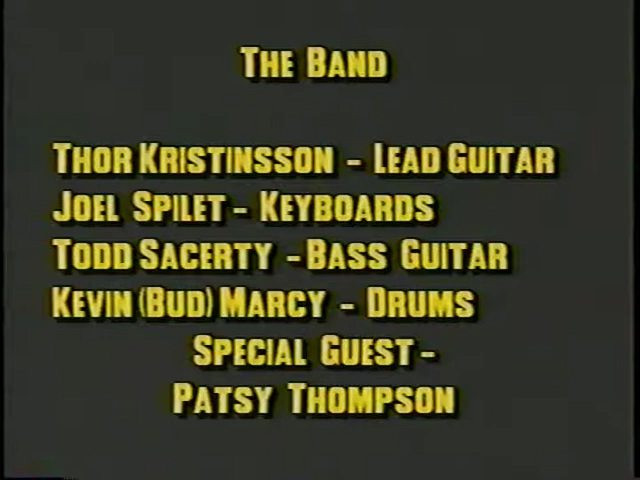 The Band
Thor Kristinsson - Lead Guitar
Joel Spilet - Keyboards
Todd Sacerty - Bass Guitar
Kevin (Bud) Marcy - Drums
Special Guest -
Patsy Thompson